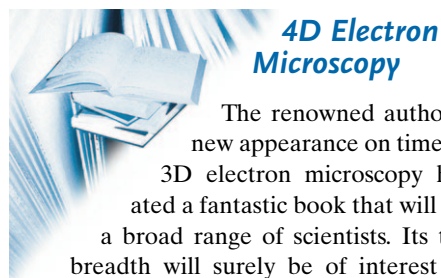 4D Electron
Microscopy
The renowned autho
new appearance on time
3D electron microscopy
ated a fantastic book that will
a broad range of scientists. Its
breadth will surely be of interest